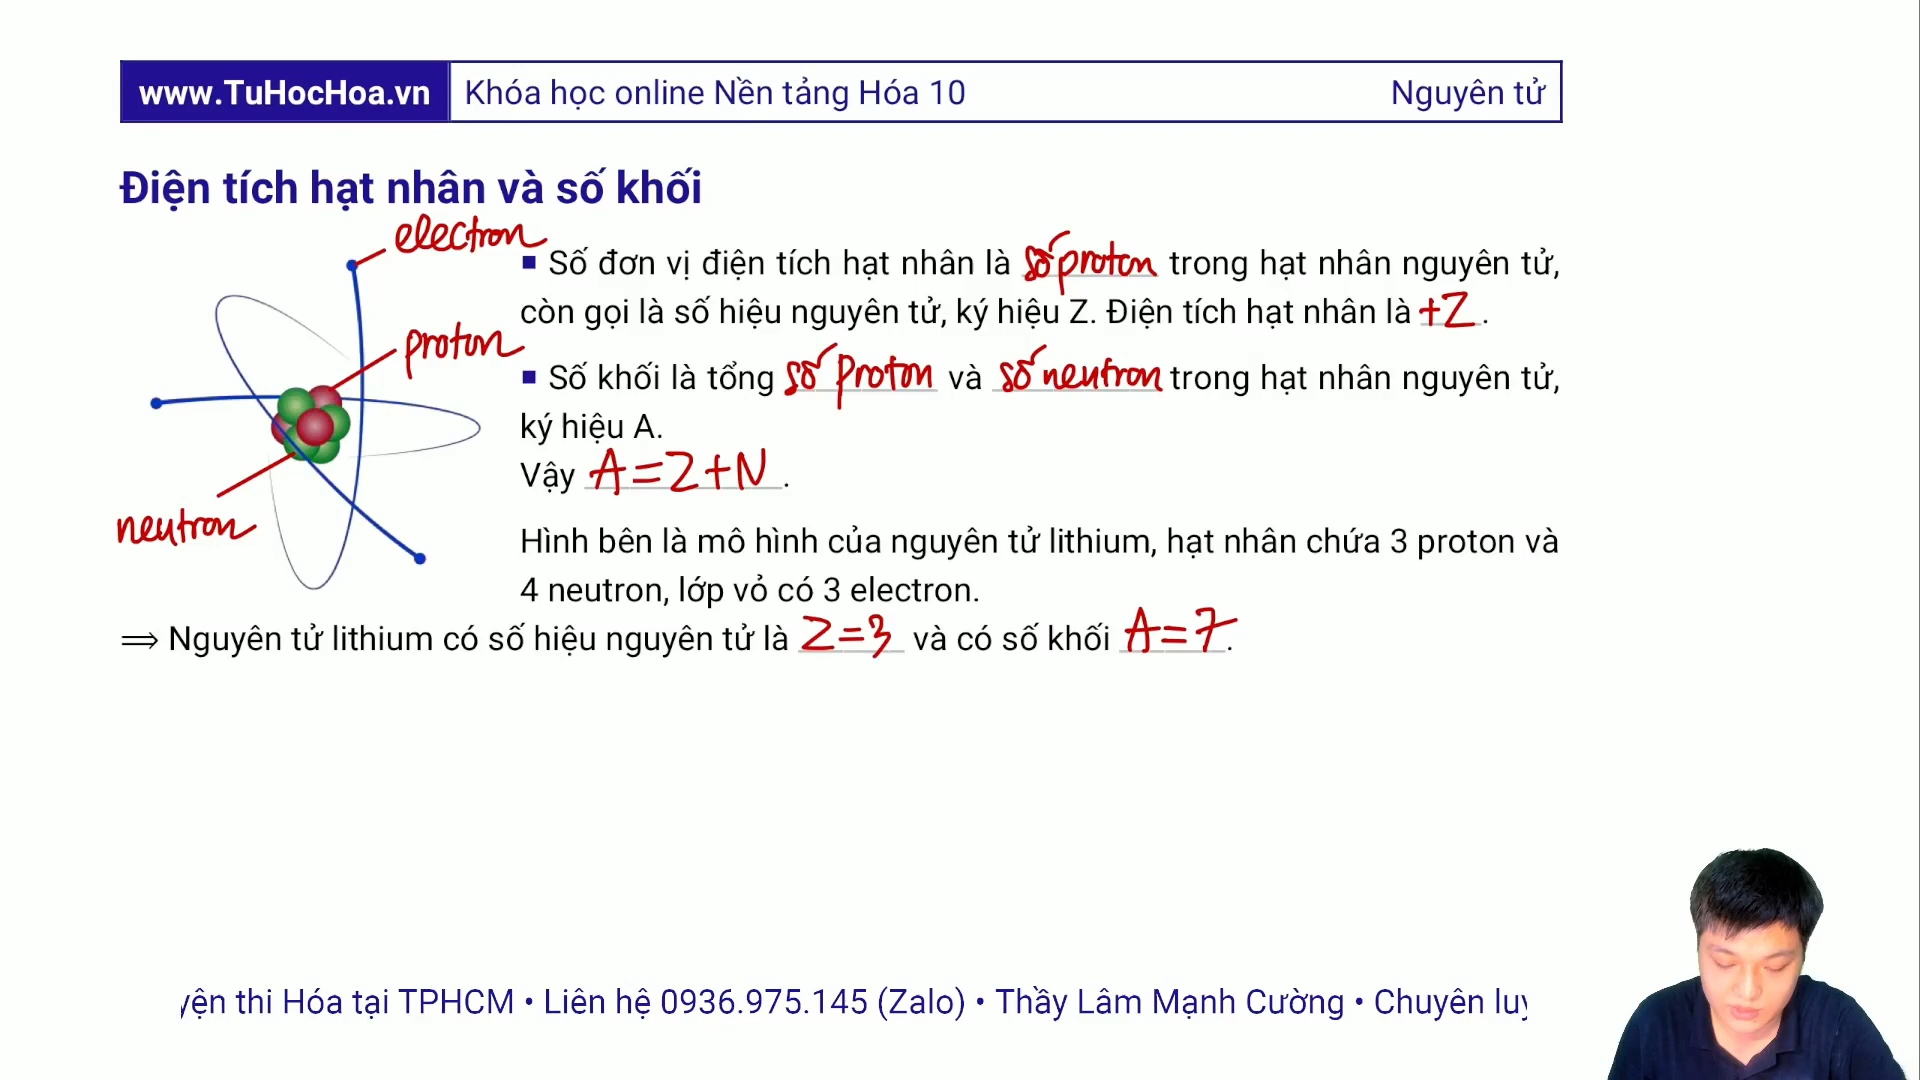 www.TuHocHoa.vn Khóa học online Nền tảng Hóa 10 Nguyên tử
Điện tích hạt nhân và số khối
electron
▪ Số đơn vị điện tích hạt nhân là số proton trong hạt nhân nguyên tử,
còn gọi là số hiệu nguyên tử, ký hiệu Z. Điện tích hạt nhân là +Z.
proton
▪ Số khối là tổng số proton và số neutron trong hạt nhân nguyên tử,
ký hiệu A.
Vậy A=Z+N.
neutron
Hình bên là mô hình của nguyên tử lithium, hạt nhân chứa 3 proton và
4 neutron, lớp vỏ có 3 electron.
⟹ Nguyên tử lithium có số hiệu nguyên tử là Z=3 và có số khối A=7.
yện thi Hóa tại TPHCM • Liên hệ 0936.975.145 (Zalo) • Thầy Lâm Mạnh Cường • Chuyên luy